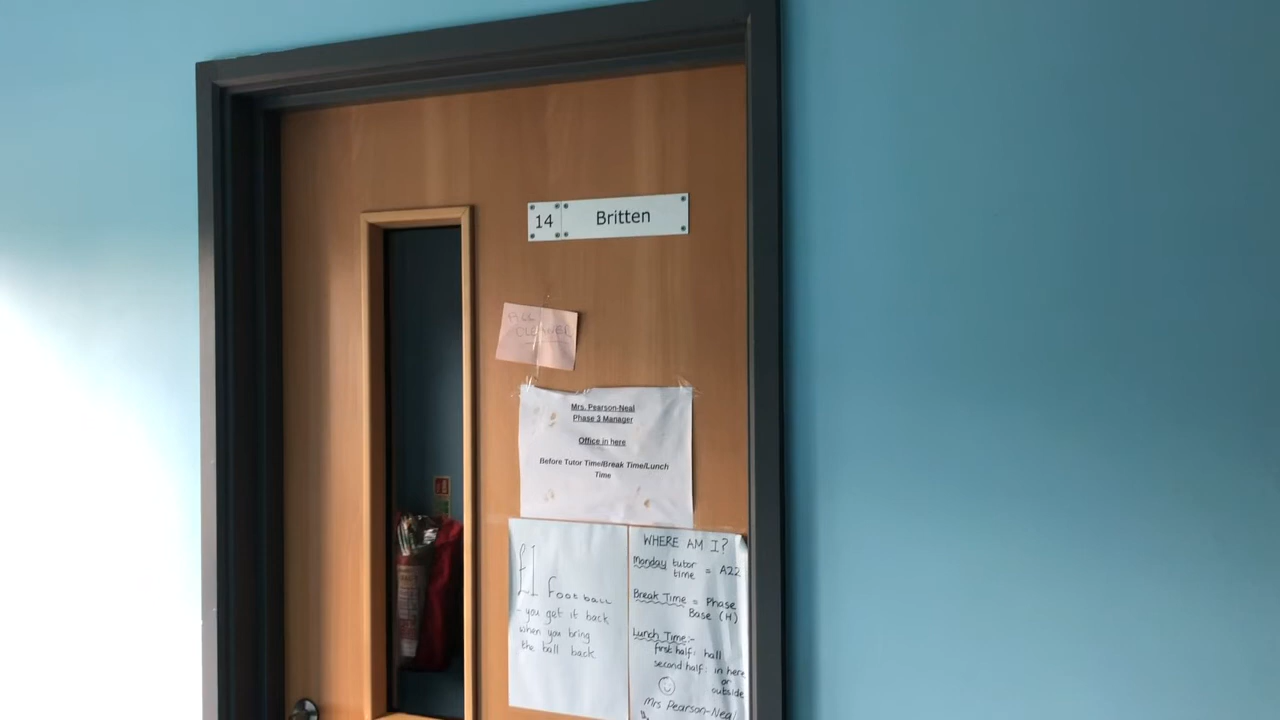 14 Britten
CLEANER
Mrs. Pearson-Neal
Phase 3 Manager
Office in here
Before Tutor Time/Break Time/Lunch
Time
£1 Football
- you get it back
when you bring
the ball back
WHERE AM I?
Monday tutor
time = A22
Break Time = Phase
Base (H)
Lunch Time:-
first half: hall
second half: in here
or
outside
Mrs Pearson-Neal